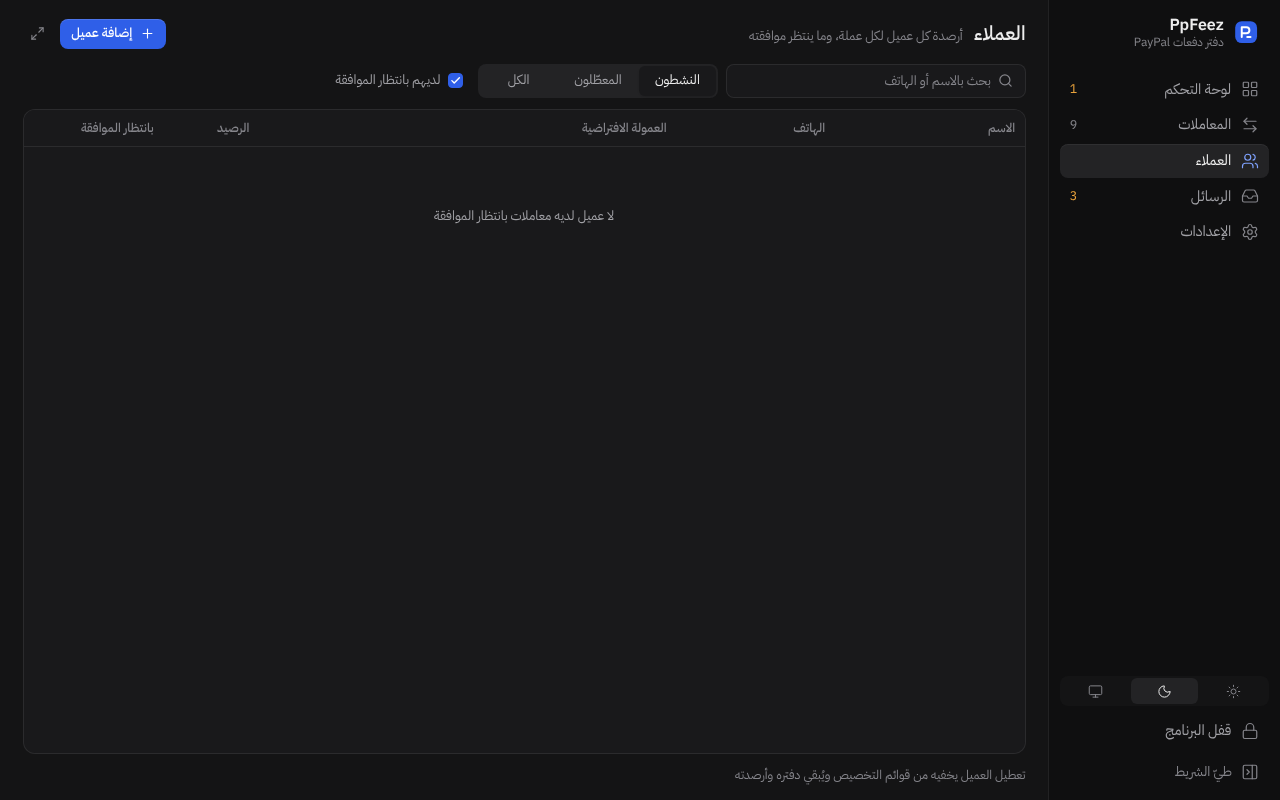 PpFeez
دفتر دفعات PayPal
لوحة التحكم 1
المعاملات 9
العملاء
الرسائل 3
الإعدادات
قفل البرنامج
طيّ الشريط
العملاء أرصدة كل عميل لكل عملة، وما ينتظر موافقته
إضافة عميل
بحث بالاسم أو الهاتف
النشطون المعطّلون الكل
لديهم بانتظار الموافقة
الاسم الهاتف العمولة الافتراضية الرصيد بانتظار الموافقة
لا عميل لديه معاملات بانتظار الموافقة
تعطيل العميل يخفيه من قوائم التخصيص ويُبقي دفتره وأرصدته